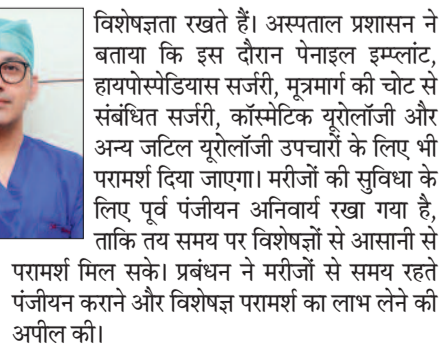 विशेषज्ञता रखते हैं। अस्पताल प्रशासन ने
बताया कि इस दौरान पेनाइल इम्प्लांट,
हायपोस्पेडियास सर्जरी, मूत्रमार्ग की चोट से
संबंधित सर्जरी, कॉस्मेटिक यूरोलॉजी और
अन्य जटिल यूरोलॉजी उपचारों के लिए भी
परामर्श दिया जाएगा। मरीजों की सुविधा के
लिए पूर्व पंजीयन अनिवार्य रखा गया है,
ताकि तय समय पर विशेषज्ञों से आसानी से
परामर्श मिल सके। प्रबंधन ने मरीजों से समय रहते
पंजीयन कराने और विशेषज्ञ परामर्श का लाभ लेने की
अपील की।